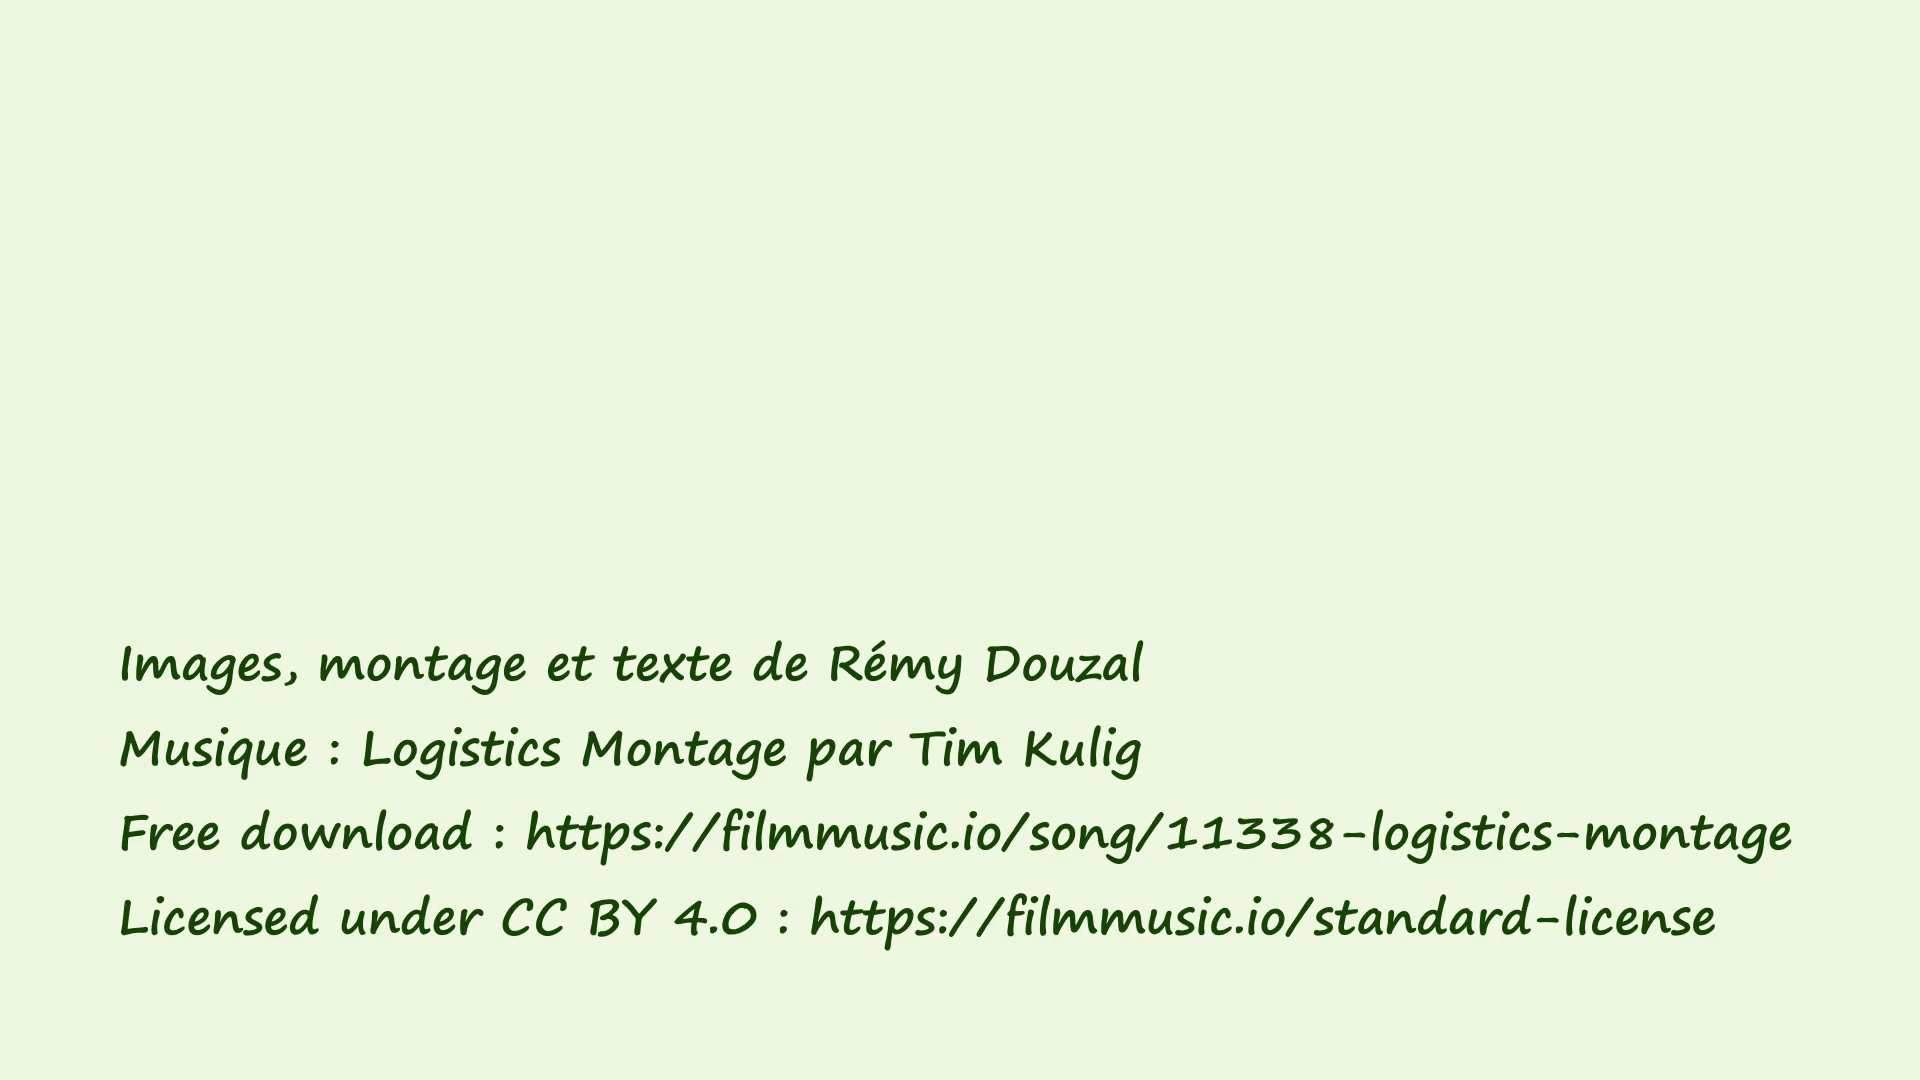 Images, montage et texte de Rémy Douzal
Musique : Logistics Montage par Tim Kulig
Free download : https://filmmusic.io/song/11338-logistics-montage
Licensed under CC BY 4.0 : https://filmmusic.io/standard-license